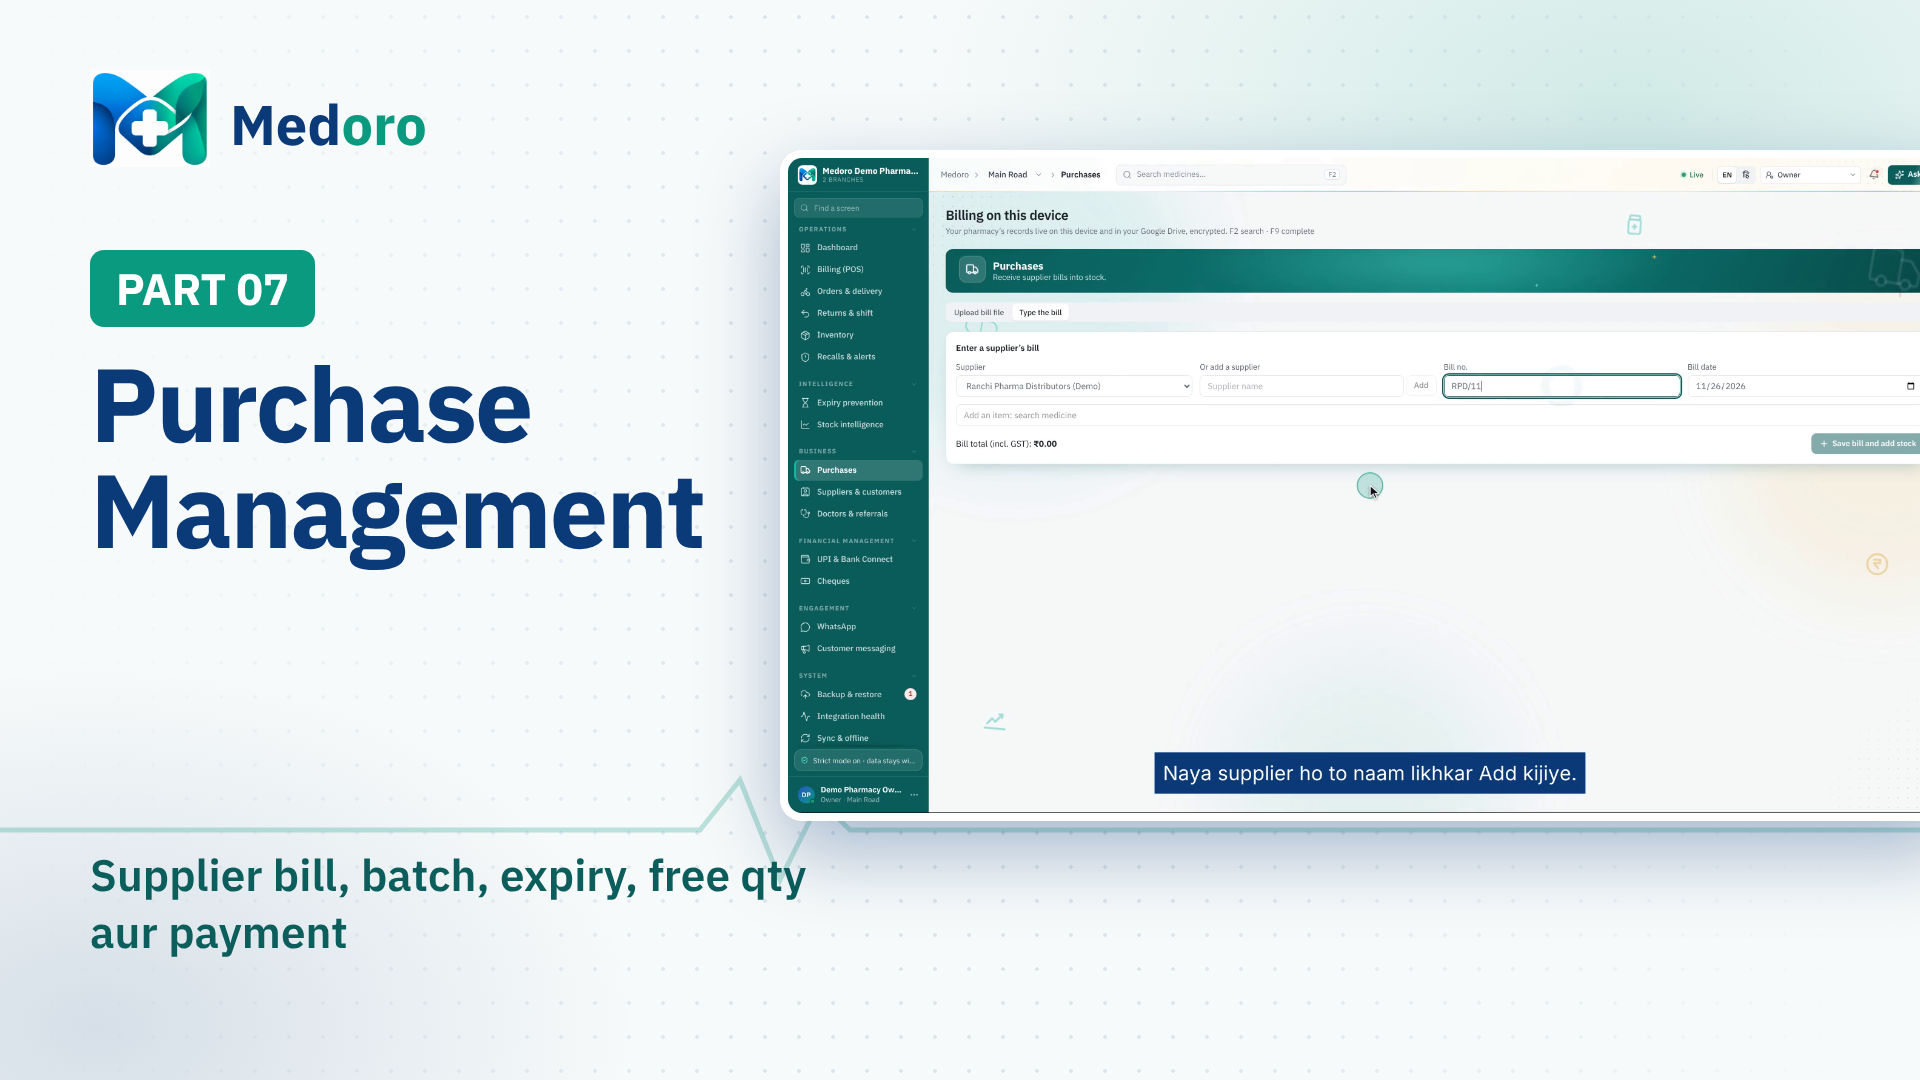 Medoro
PART 07
Purchase
Management
Supplier bill, batch, expiry, free qty
aur payment
Medoro Demo Pharma...
2 BRANCHES
Find a screen
OPERATIONS
Dashboard
Billing (POS)
Orders & delivery
Returns & shift
Inventory
Recalls & alerts
INTELLIGENCE
Expiry prevention
Stock intelligence
BUSINESS
Purchases
Suppliers & customers
Doctors & referrals
FINANCIAL MANAGEMENT
UPI & Bank Connect
Cheques
ENGAGEMENT
WhatsApp
Customer messaging
SYSTEM
Backup & restore 1
Integration health
Sync & offline
Strict mode on · data stays wi...
DP Demo Pharmacy Ow...
Owner · Main Road
Medoro > Main Road > Purchases Search medicines... F2 Live EN Owner Ask
Billing on this device
Your pharmacy's records live on this device and in your Google Drive, encrypted. F2 search · F9 complete
Purchases
Receive supplier bills into stock.
Upload bill file Type the bill
Enter a supplier's bill
Supplier Or add a supplier Bill no. Bill date
Ranchi Pharma Distributors (Demo) Supplier name Add RPD/11 11/26/2026
Add an item: search medicine
Bill total (incl. GST): ₹0.00 + Save bill and add stock
Naya supplier ho to naam likhkar Add kijiye.